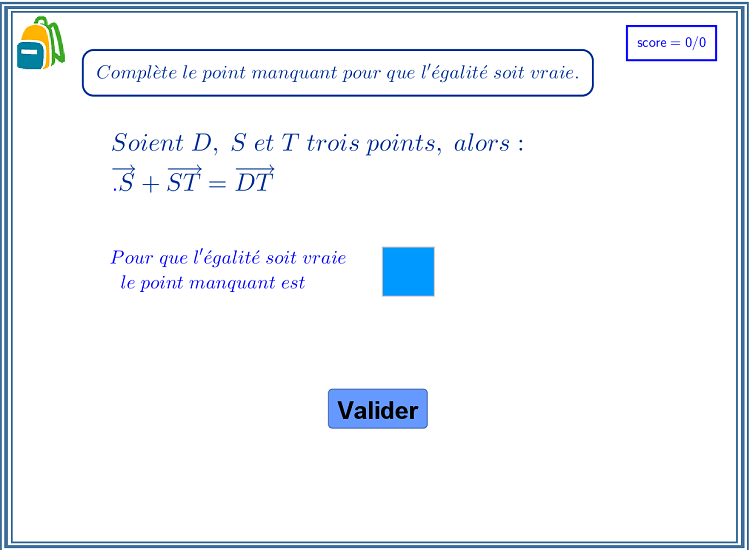 score = 0/0
Complète le point manquant pour que l'égalité soit vraie.
Soient D, S et T trois points, alors :
$\overrightarrow{.S} + \overrightarrow{ST} = \overrightarrow{DT}$
Pour que l'égalité soit vraie
le point manquant est
Valider